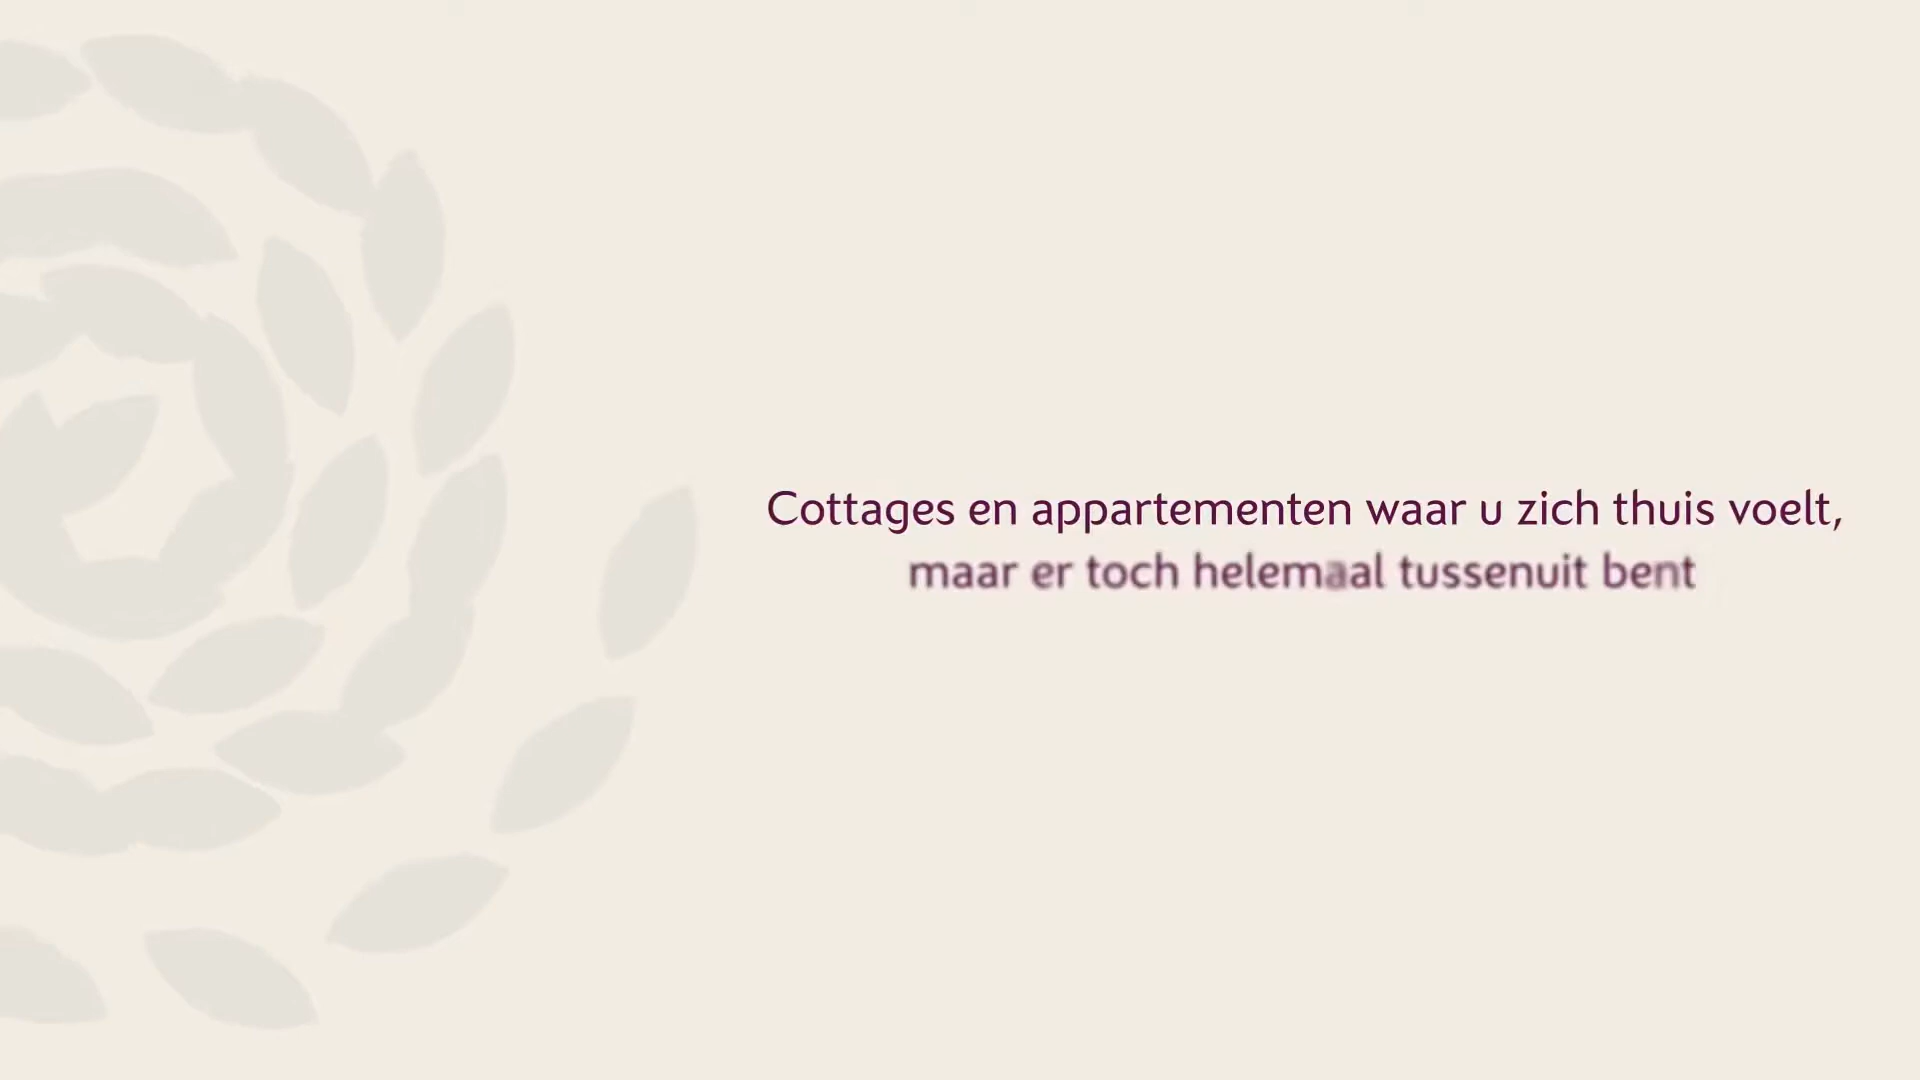 Cottages en appartementen waar u zich thuis voelt,
maar er toch helemaal tussenuit bent